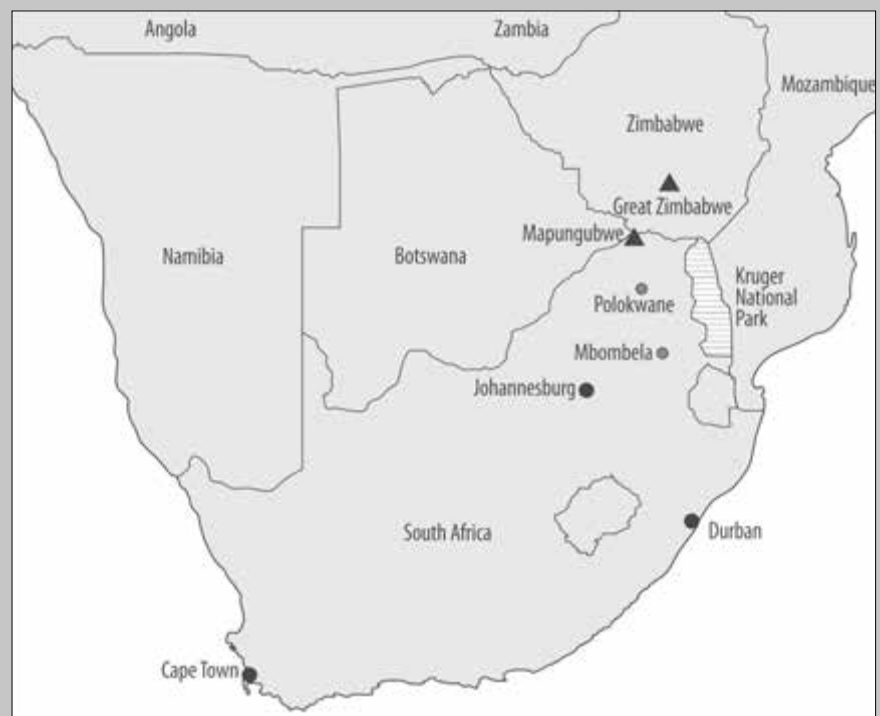 Angola
Zambia
Mozambique
Zimbabwe
Great Zimbabwe
Mapungubwe
Namibia
Botswana
Kruger
National
Park
Polokwane
Mbombela
Johannesburg
South Africa
Durban
Cape Town